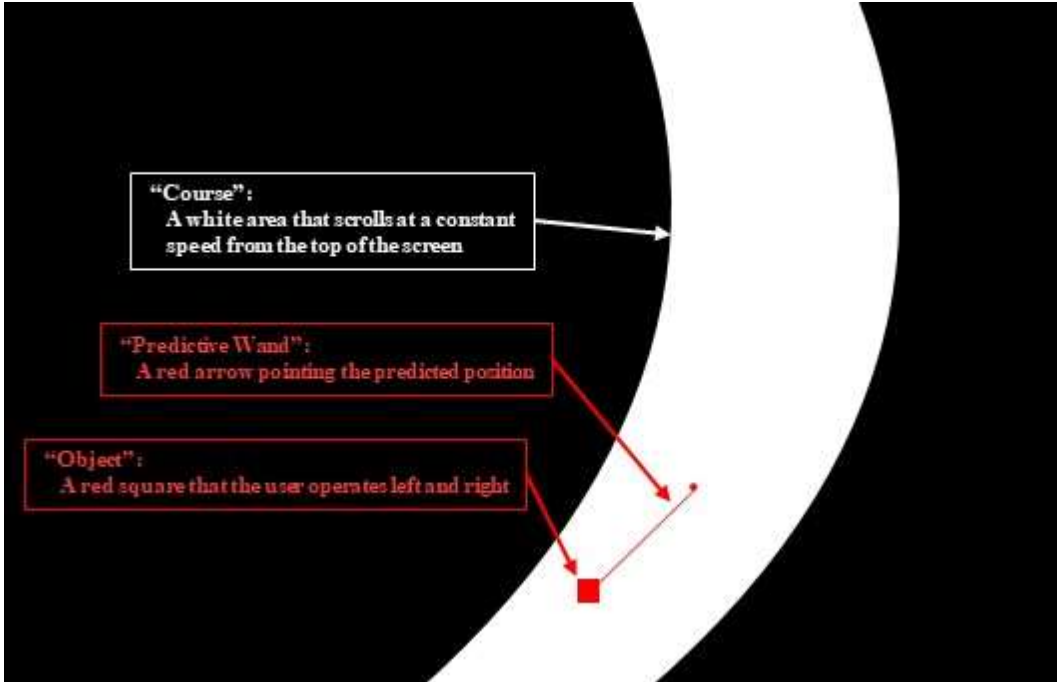 “Course”:
A white area that scrolls at a constant
speed from the top of the screen
“Predictive Wand”:
A red arrow pointing the predicted position
“Object”:
A red square that the user operates left and right